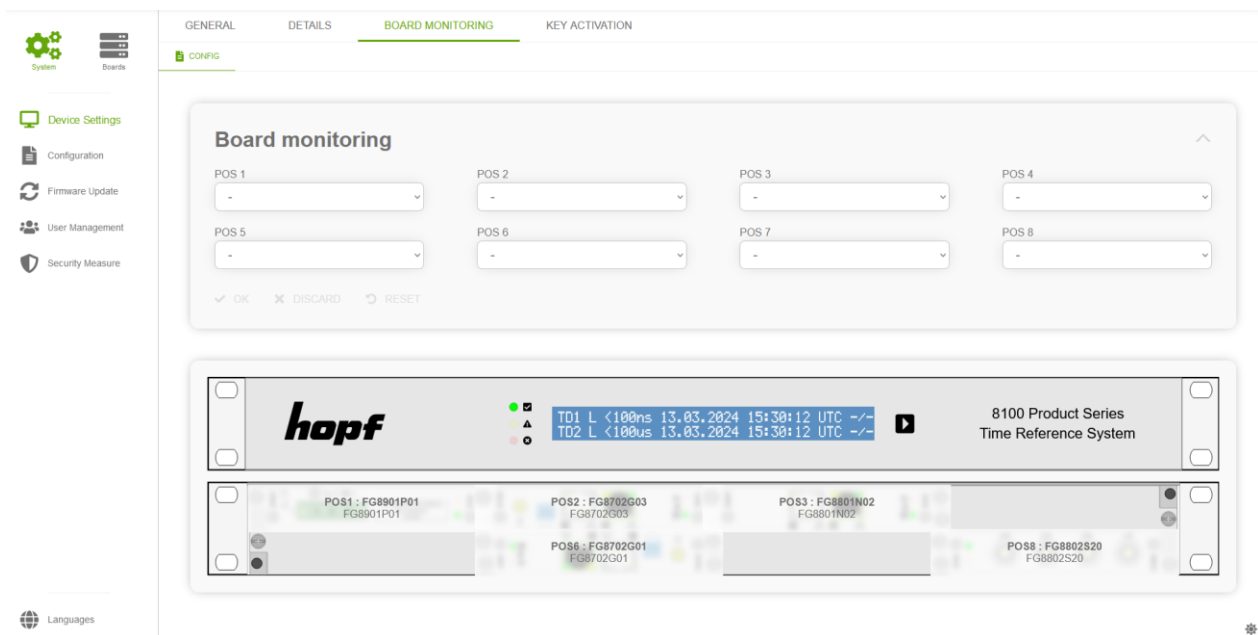 GENERAL DETAILS BOARD MONITORING KEY ACTIVATION
System Boards
CONFIG
Device Settings
Configuration
Firmware Update
User Management
Security Measure
Languages
Board monitoring
POS 1 POS 2 POS 3 POS 4
- - - -
POS 5 POS 6 POS 7 POS 8
- - - -
OK DISCARD RESET
hopf
TD1 L <100ns 13.03.2024 15:30:12 UTC -/-
TD2 L <100us 13.03.2024 15:30:12 UTC -/-
8100 Product Series
Time Reference System
POS1 : FG8901P01 POS2 : FG8702G03 POS3 : FG8801N02
FG8901P01 FG8702G03 FG8801N02
POS6 : FG8702G01 POS8 : FG8802S20
FG8702G01 FG8802S20